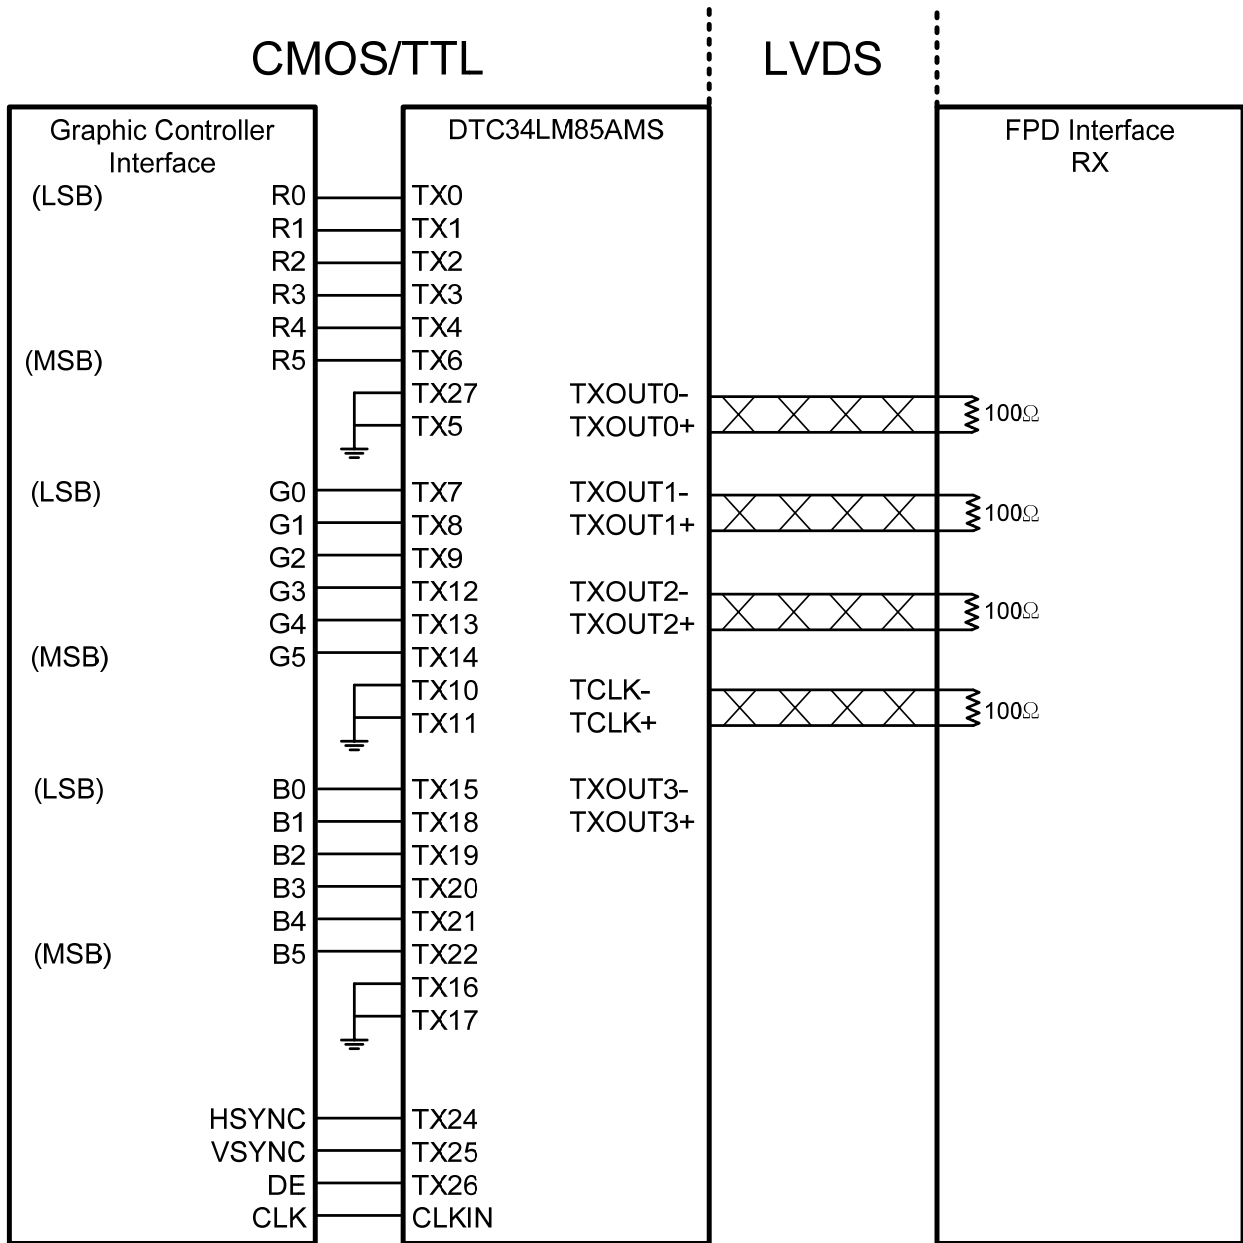 CMOS/TTL LVDS
Graphic Controller DTC34LM85AMS FPD Interface
Interface RX
(LSB) R0 TX0
R1 TX1
R2 TX2
R3 TX3
R4 TX4
(MSB) R5 TX6
TX27 TXOUT0-
100Ω
TX5 TXOUT0+
(LSB) G0 TX7 TXOUT1-
100Ω
G1 TX8 TXOUT1+
G2 TX9
G3 TX12 TXOUT2-
100Ω
G4 TX13 TXOUT2+
(MSB) G5 TX14
TX10 TCLK-
100Ω
TX11 TCLK+
(LSB) B0 TX15 TXOUT3-
B1 TX18 TXOUT3+
B2 TX19
B3 TX20
B4 TX21
(MSB) B5 TX22
TX16
TX17
HSYNC TX24
VSYNC TX25
DE TX26
CLK CLKIN